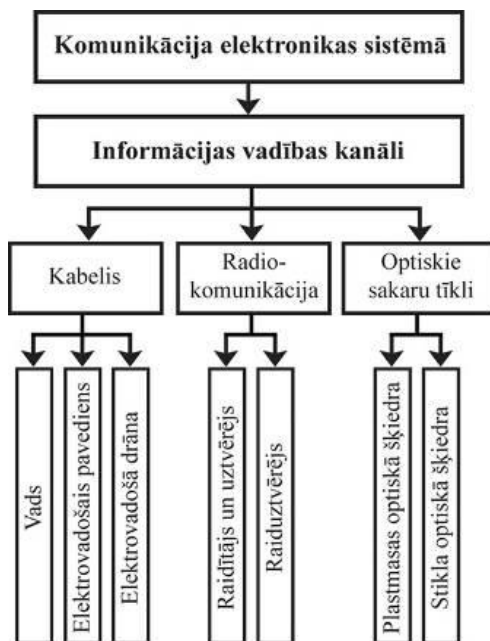 Komunikācija elektronikas sistēmā
Informācijas vadības kanāli
Kabelis
Radio-
komunikācija
Optiskie
sakaru tīkli
Vads
Elektrovadošais pavediens
Elektrovadošā drāna
Raidītājs un uztvērējs
Raiduztvērējs
Plastmasas optiskā šķiedra
Stikla optiskā šķiedra